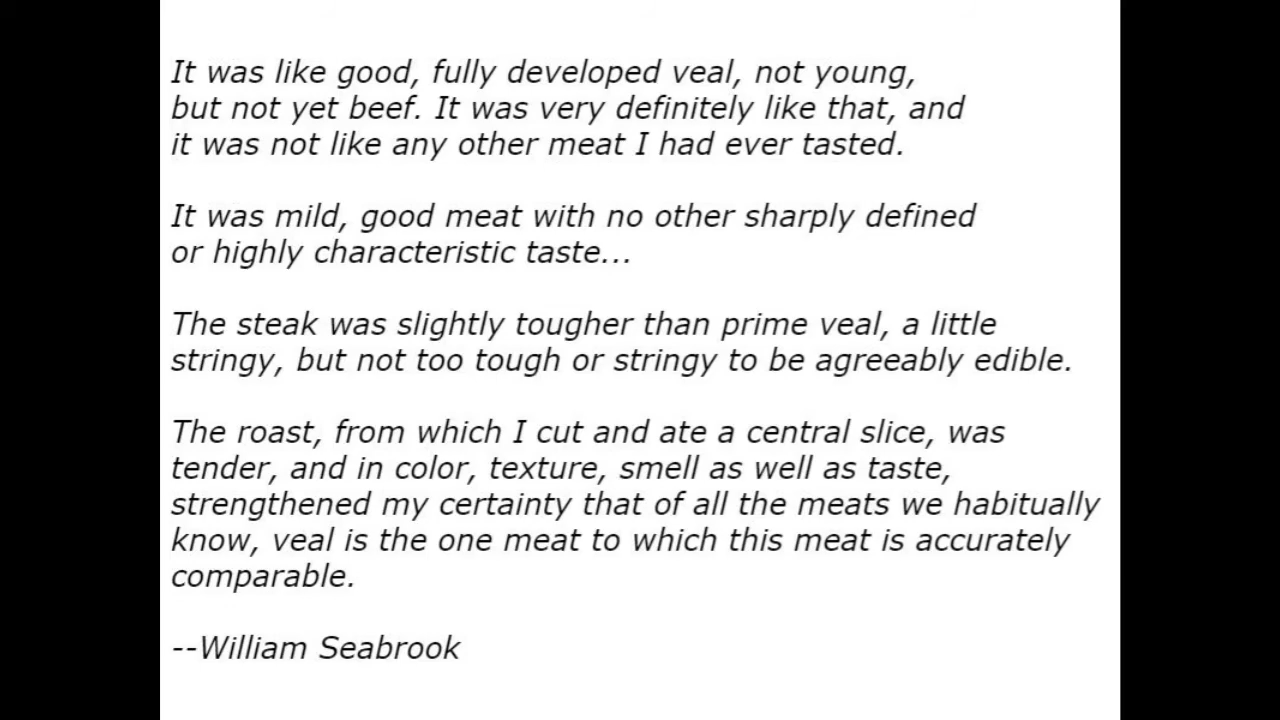 It was like good, fully developed veal, not young,
but not yet beef. It was very definitely like that, and
it was not like any other meat I had ever tasted.
It was mild, good meat with no other sharply defined
or highly characteristic taste...
The steak was slightly tougher than prime veal, a little
stringy, but not too tough or stringy to be agreeably edible.
The roast, from which I cut and ate a central slice, was
tender, and in color, texture, smell as well as taste,
strengthened my certainty that of all the meats we habitually
know, veal is the one meat to which this meat is accurately
comparable.
--William Seabrook